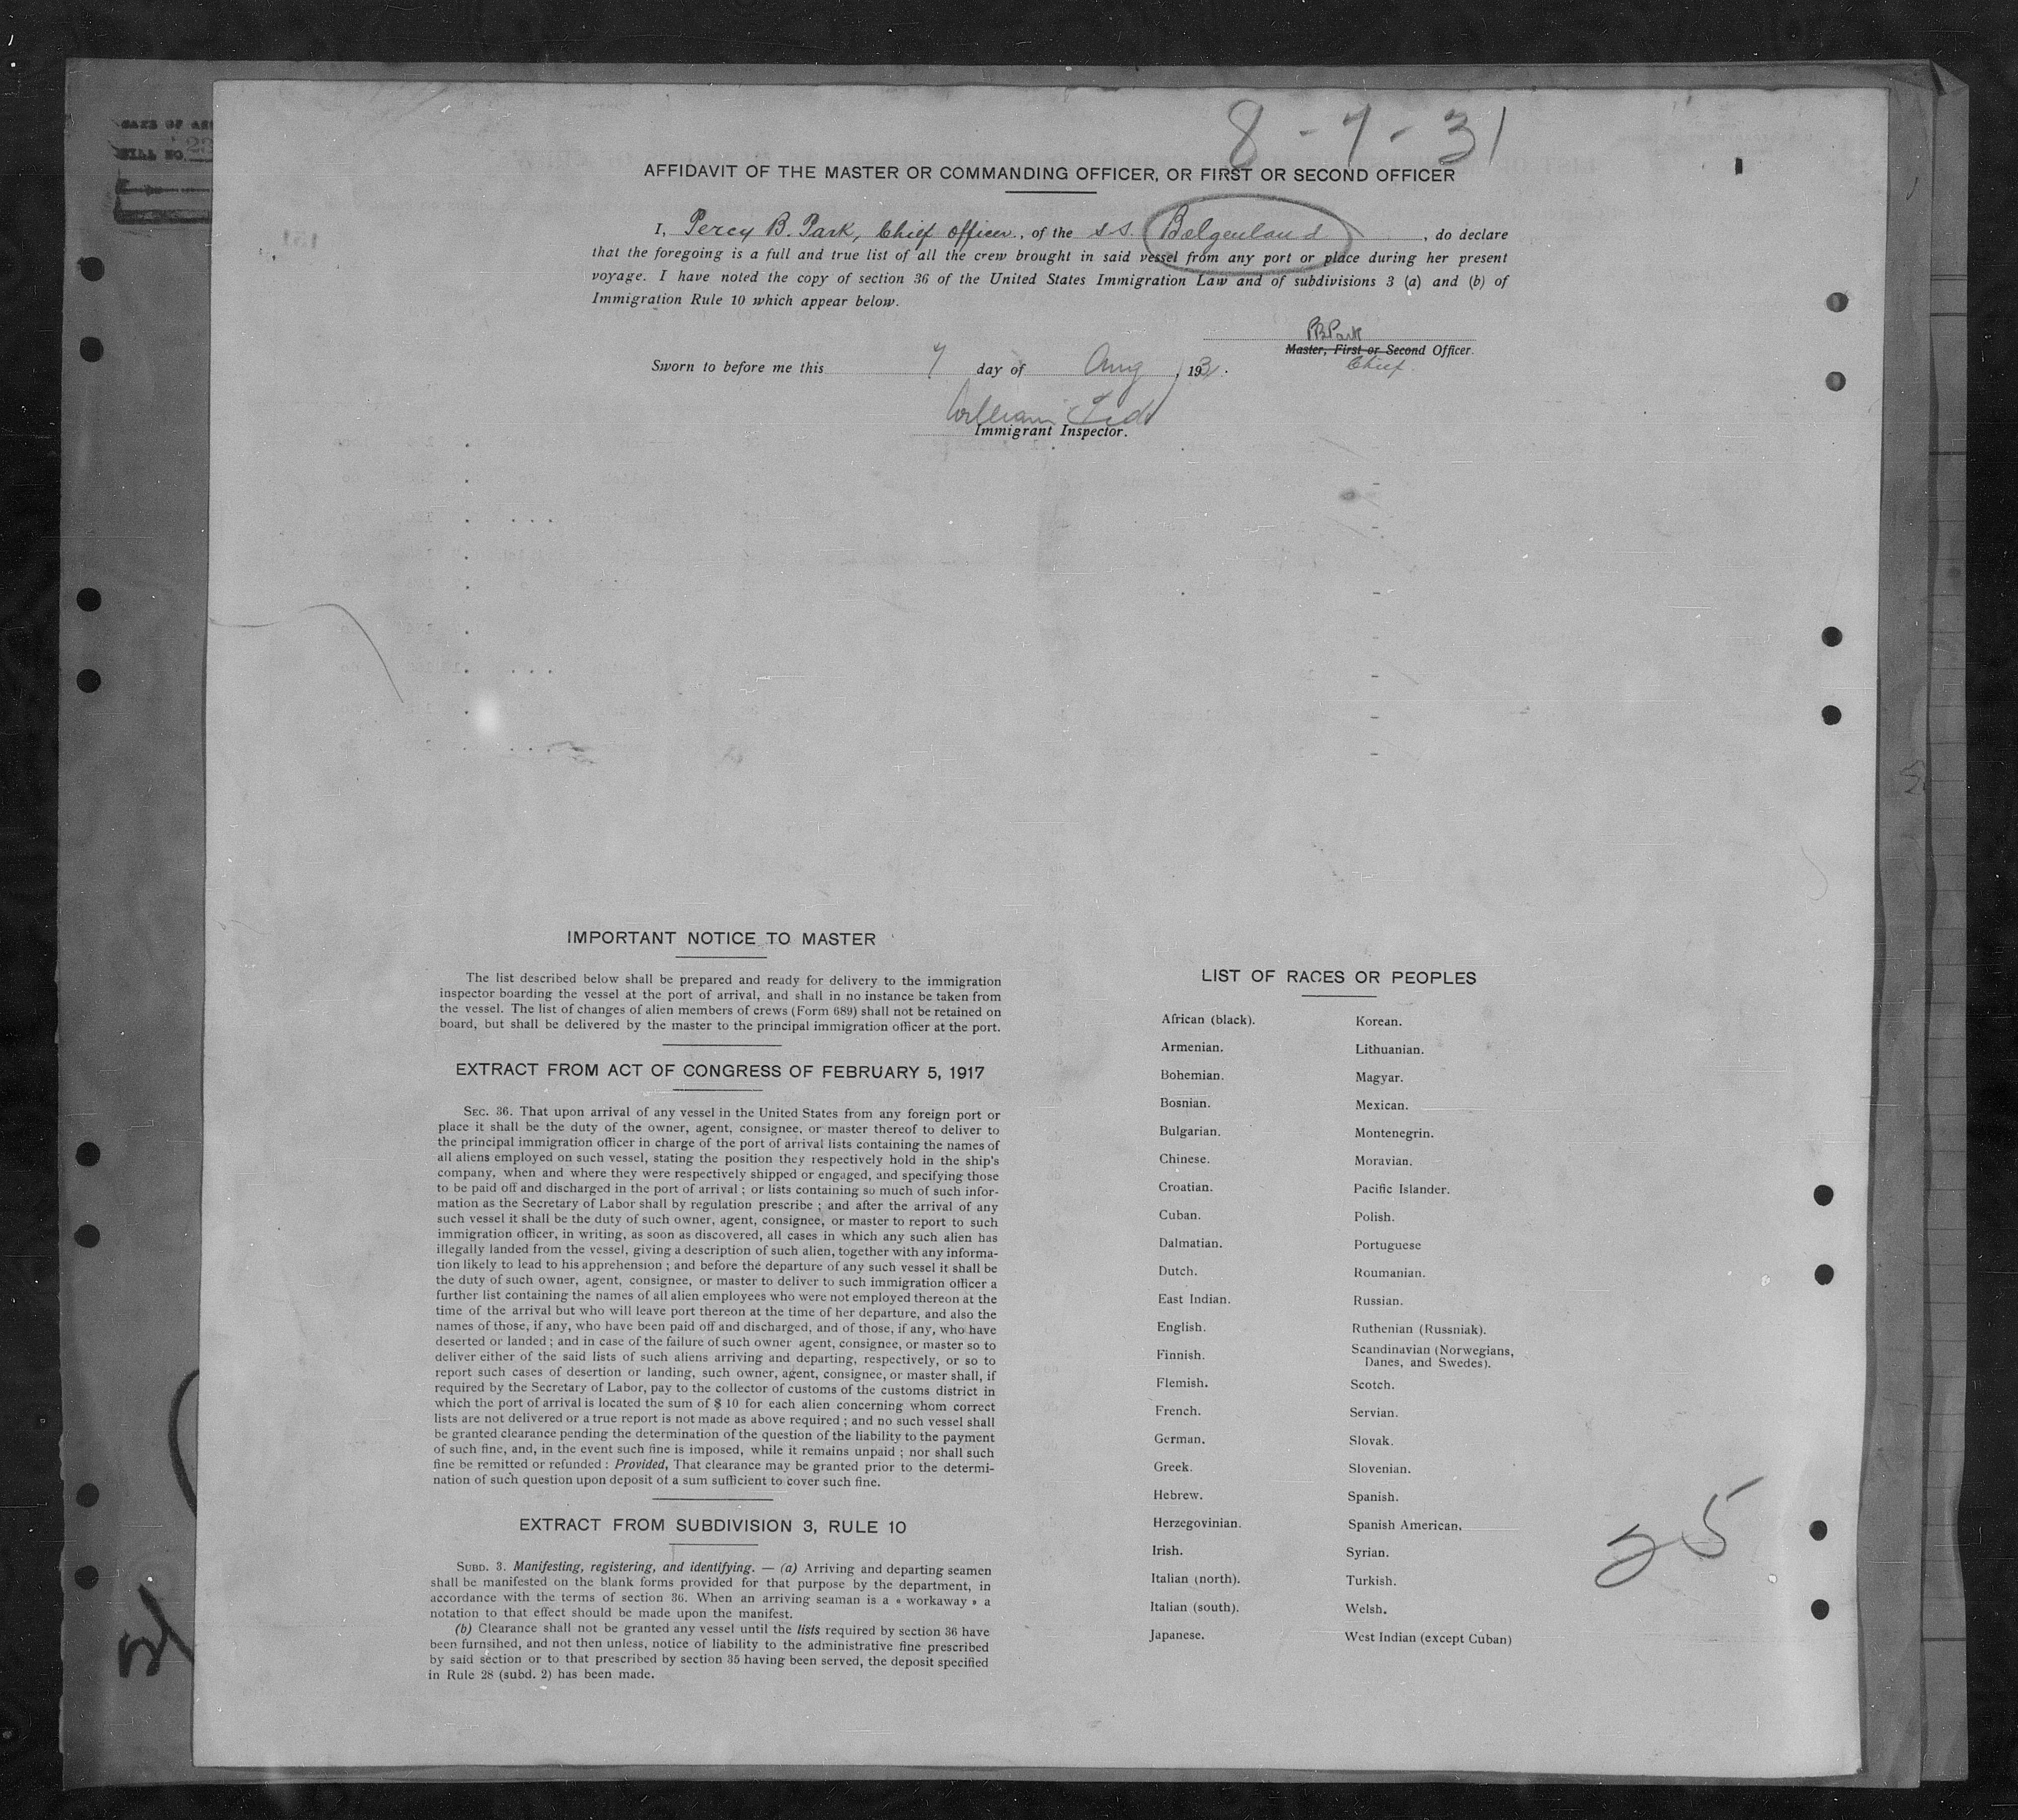 8-7-31
AFFIDAVIT OF THE MASTER OR COMMANDING OFFICER, OR FIRST OR SECOND OFFICER
I, Percy B. Park, Chief Officer, of the S.S. Belgenland, do declare
that the foregoing is a full and true list of all the crew brought in said vessel from any port or place during her present
voyage. I have noted the copy of section 36 of the United States Immigration Law and of subdivisions 3 (a) and (b) of
Immigration Rule 10 which appear below.
PBPark
Master, First or Second Officer.
Chief.
Sworn to before me this 7 day of Aug, 193
William
Immigrant Inspector.
IMPORTANT NOTICE TO MASTER
The list described below shall be prepared and ready for delivery to the immigration
inspector boarding the vessel at the port of arrival, and shall in no instance be taken from
the vessel. The list of changes of alien members of crews (Form 689) shall not be retained on
board, but shall be delivered by the master to the principal immigration officer at the port.
EXTRACT FROM ACT OF CONGRESS OF FEBRUARY 5, 1917
SEC. 36. That upon arrival of any vessel in the United States from any foreign port or
place it shall be the duty of the owner, agent, consignee, or master thereof to deliver to
the principal immigration officer in charge of the port of arrival lists containing the names of
all aliens employed on such vessel, stating the position they respectively hold in the ship's
company, when and where they were respectively shipped or engaged, and specifying those
to be paid off and discharged in the port of arrival ; or lists containing so much of such infor-
mation as the Secretary of Labor shall by regulation prescribe ; and after the arrival of any
such vessel it shall be the duty of such owner, agent, consignee, or master to report to such
immigration officer, in writing, as soon as discovered, all cases in which any such alien has
illegally landed from the vessel, giving a description of such alien, together with any informa-
tion likely to lead to his apprehension ; and before the departure of any such vessel it shall be
the duty of such owner, agent, consignee, or master to deliver to such immigration officer a
further list containing the names of all alien employees who were not employed thereon at the
time of the arrival but who will leave port thereon at the time of her departure, and also the
names of those, if any, who have been paid off and discharged, and of those, if any, who have
deserted or landed ; and in case of the failure of such owner agent, consignee, or master so to
deliver either of the said lists of such aliens arriving and departing, respectively, or so to
report such cases of desertion or landing, such owner, agent, consignee, or master shall, if
required by the Secretary of Labor, pay to the collector of customs of the customs district in
which the port of arrival is located the sum of $ 10 for each alien concerning whom correct
lists are not delivered or a true report is not made as above required ; and no such vessel shall
be granted clearance pending the determination of the question of the liability to the payment
of such fine, and, in the event such fine is imposed, while it remains unpaid ; nor shall such
fine be remitted or refunded : Provided, That clearance may be granted prior to the determi-
nation of such question upon deposit of a sum sufficient to cover such fine.
EXTRACT FROM SUBDIVISION 3, RULE 10
SUBD. 3. Manifesting, registering, and identifying. — (a) Arriving and departing seamen
shall be manifested on the blank forms provided for that purpose by the department, in
accordance with the terms of section 36. When an arriving seaman is a « workaway » a
notation to that effect should be made upon the manifest.
(b) Clearance shall not be granted any vessel until the lists required by section 36 have
been furnsihed, and not then unless, notice of liability to the administrative fine prescribed
by said section or to that prescribed by section 35 having been served, the deposit specified
in Rule 28 (subd. 2) has been made.
LIST OF RACES OR PEOPLES
African (black).
Armenian.
Bohemian.
Bosnian.
Bulgarian.
Chinese.
Croatian.
Cuban.
Dalmatian.
Dutch.
East Indian.
English.
Finnish.
Flemish.
French.
German.
Greek.
Hebrew.
Herzegovinian.
Irish.
Italian (north).
Italian (south).
Japanese.
Korean.
Lithuanian.
Magyar.
Mexican.
Montenegrin.
Moravian.
Pacific Islander.
Polish.
Portuguese
Roumanian.
Russian.
Ruthenian (Russniak).
Scandinavian (Norwegians,
Danes, and Swedes).
Scotch.
Servian.
Slovak.
Slovenian.
Spanish.
Spanish American.
Syrian.
Turkish.
Welsh.
West Indian (except Cuban)
25